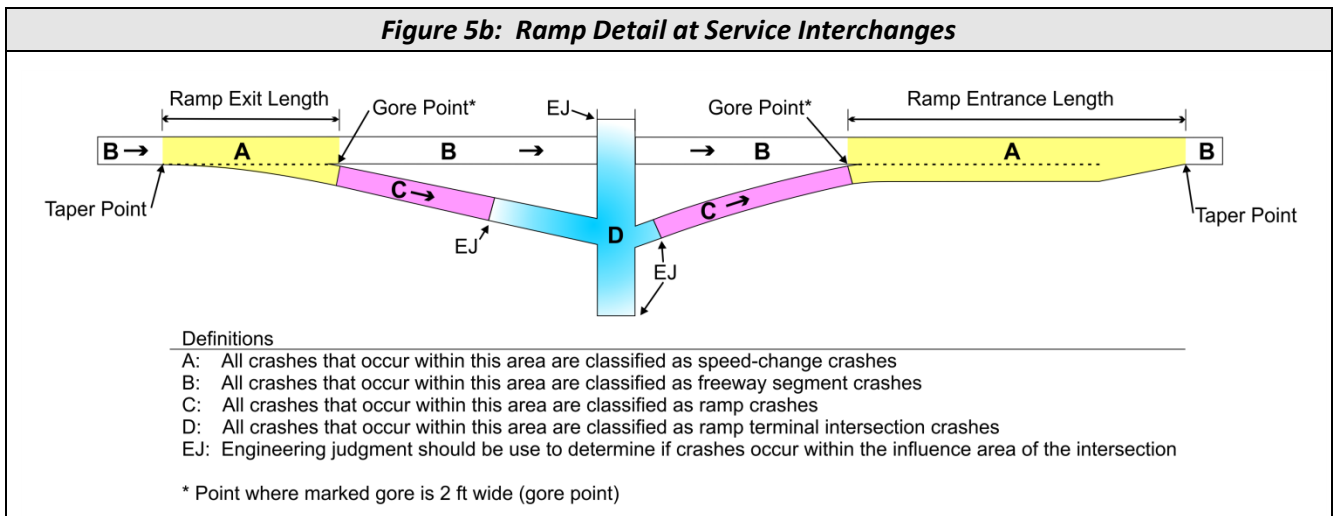 Figure 5b: Ramp Detail at Service Interchanges
Ramp Exit Length
Gore Point*
EJ
Gore Point*
Ramp Entrance Length
B
A
B
B
A
B
Taper Point
C
EJ
D
C
EJ
Taper Point
Definitions
A: All crashes that occur within this area are classified as speed-change crashes
B: All crashes that occur within this area are classified as freeway segment crashes
C: All crashes that occur within this area are classified as ramp crashes
D: All crashes that occur within this area are classified as ramp terminal intersection crashes
EJ: Engineering judgment should be use to determine if crashes occur within the influence area of the intersection
* Point where marked gore is 2 ft wide (gore point)